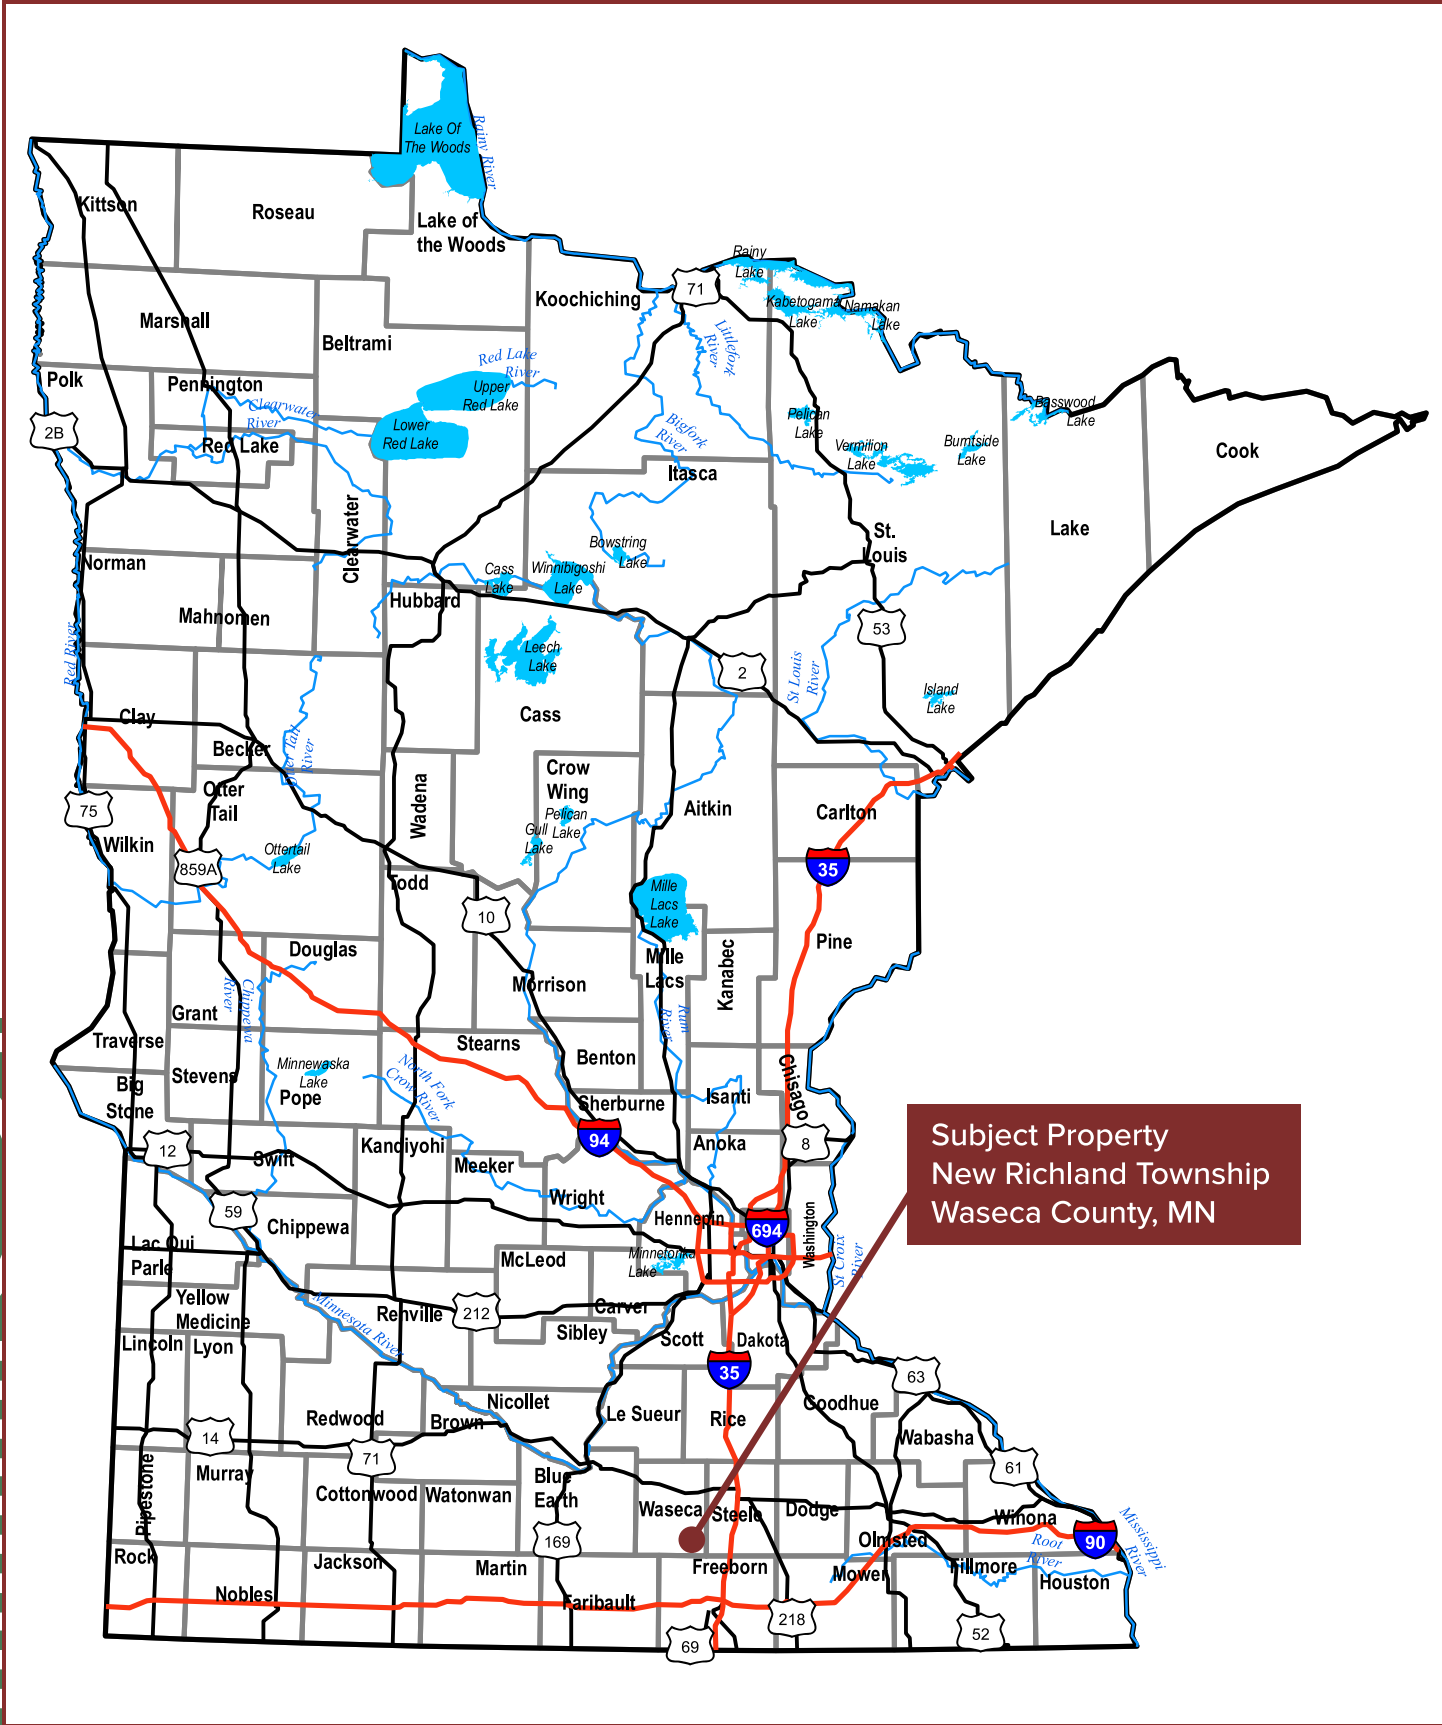 Lake Of
The Woods
Rainy River
Kittson
Roseau
Lake of
the Woods
Rainy
Lake
71
Koochiching
Kabetogama
Lake
Namakan
Lake
Marshall
Beltrami
Littlefork
River
Red Lake
River
Polk
Pennington
Upper
Red Lake
Clearwater
River
Basswood
Lake
Pelican
Lake
Bigfork
River
2B
Lower
Red Lake
Red Lake
Vermilion
Lake
Burntside
Lake
Cook
Itasca
Clearwater
St.
Louis
Lake
Bowstring
Lake
Norman
Cass
Lake
Winnibigoshi
Lake
Hubbard
Mahnomen
53
Red River
Leech
Lake
2
St Louis
River
Island
Lake
Clay
Cass
Becker
Otter Tail
River
Crow
Wing
Otter
Tail
Wadena
Aitkin
Carlton
75
Pelican
Lake
Gull
Lake
Wilkin
859A
Ottertail
Lake
35
Todd
Mille
Lacs
Lake
10
Pine
Douglas
Mille
Lacs
Kanabec
Morrison
Chippewa
River
Grant
Rum
River
Traverse
Stearns
Benton
Stevens
Minnewaska
Lake
Big
Stone
Pope
North Fork
Crow River
Chisago
Sherburne
Isanti
12
Swift
Kandiyohi
94
Anoka
8
Subject Property
New Richland Township
Waseca County, MN
Meeker
Wright
59
Chippewa
Hennepin
694
Washington
Lac Qui
Parle
McLeod
Minnetonka
Lake
St Croix
River
Yellow
Medicine
Minnesota River
Renville
212
Carver
Sibley
Scott
Dakota
Lincoln
Lyon
35
63
Nicollet
Goodhue
Redwood
Brown
Le Sueur
Rice
14
71
Wabasha
61
Pipestone
Murray
Cottonwood
Watonwan
Blue
Earth
Waseca
Steele
Dodge
Winona
Olmsted
Root
River
90
Mississippi
River
169
Rock
Jackson
Martin
Freeborn
Mower
Fillmore
Houston
Nobles
Faribault
218
69
52